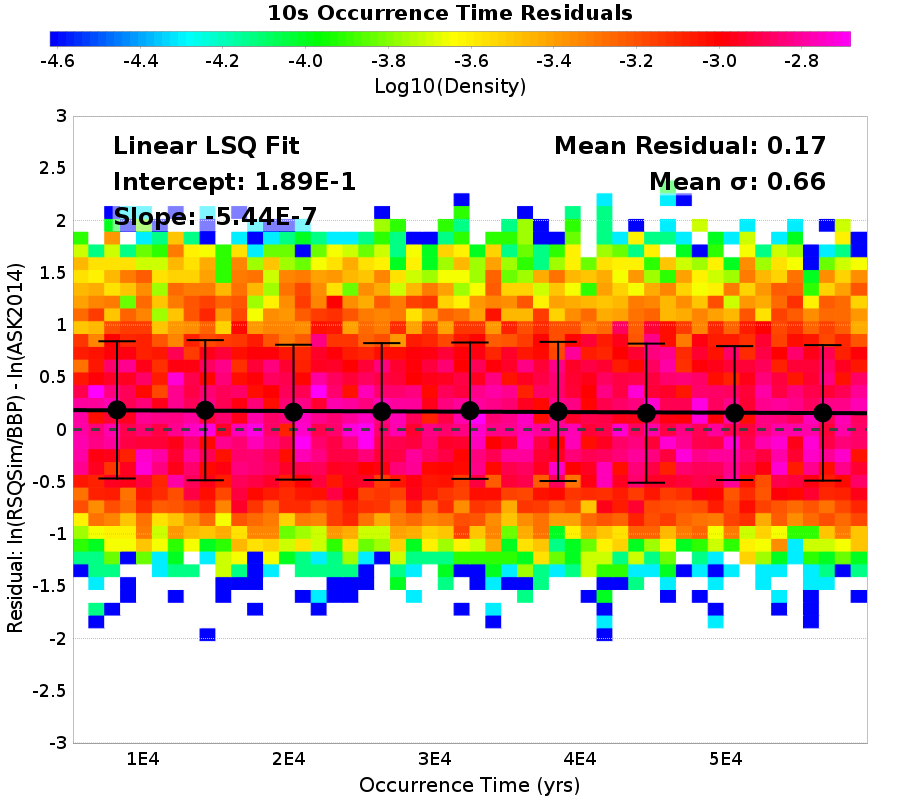 10s Occurrence Time Residuals
-4.6 -4.4 -4.2 -4.0 -3.8 -3.6 -3.4 -3.2 -3.0 -2.8
Log10(Density)
Linear LSQ Fit
Intercept: 1.89E-1
Slope: -5.44E-7
Mean Residual: 0.17
Mean σ: 0.66
3
2.5
2
1.5
1
0.5
0
-0.5
-1
-1.5
-2
-2.5
-3
Residual: ln(RSQSim/BBP) - ln(ASK2014)
1E4 2E4 3E4 4E4 5E4
Occurrence Time (yrs)